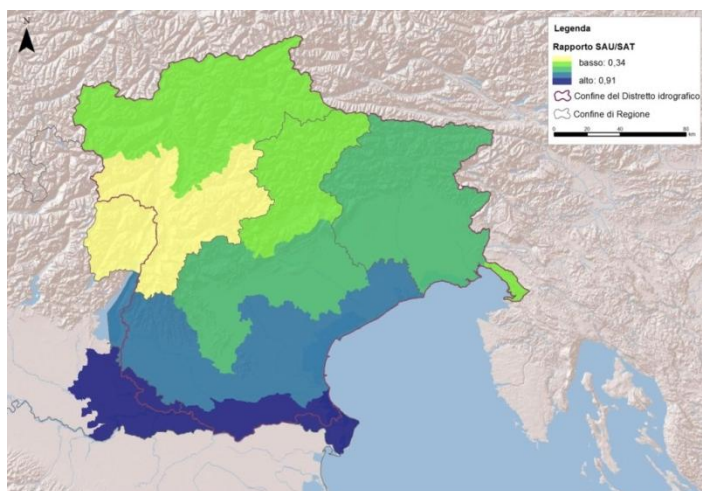 N
Legenda
Rapporto SAU/SAT
basso: 0,34
alto: 0,91
Confine del Distretto idrografico
Confine di Regione
0 20 40 80
km